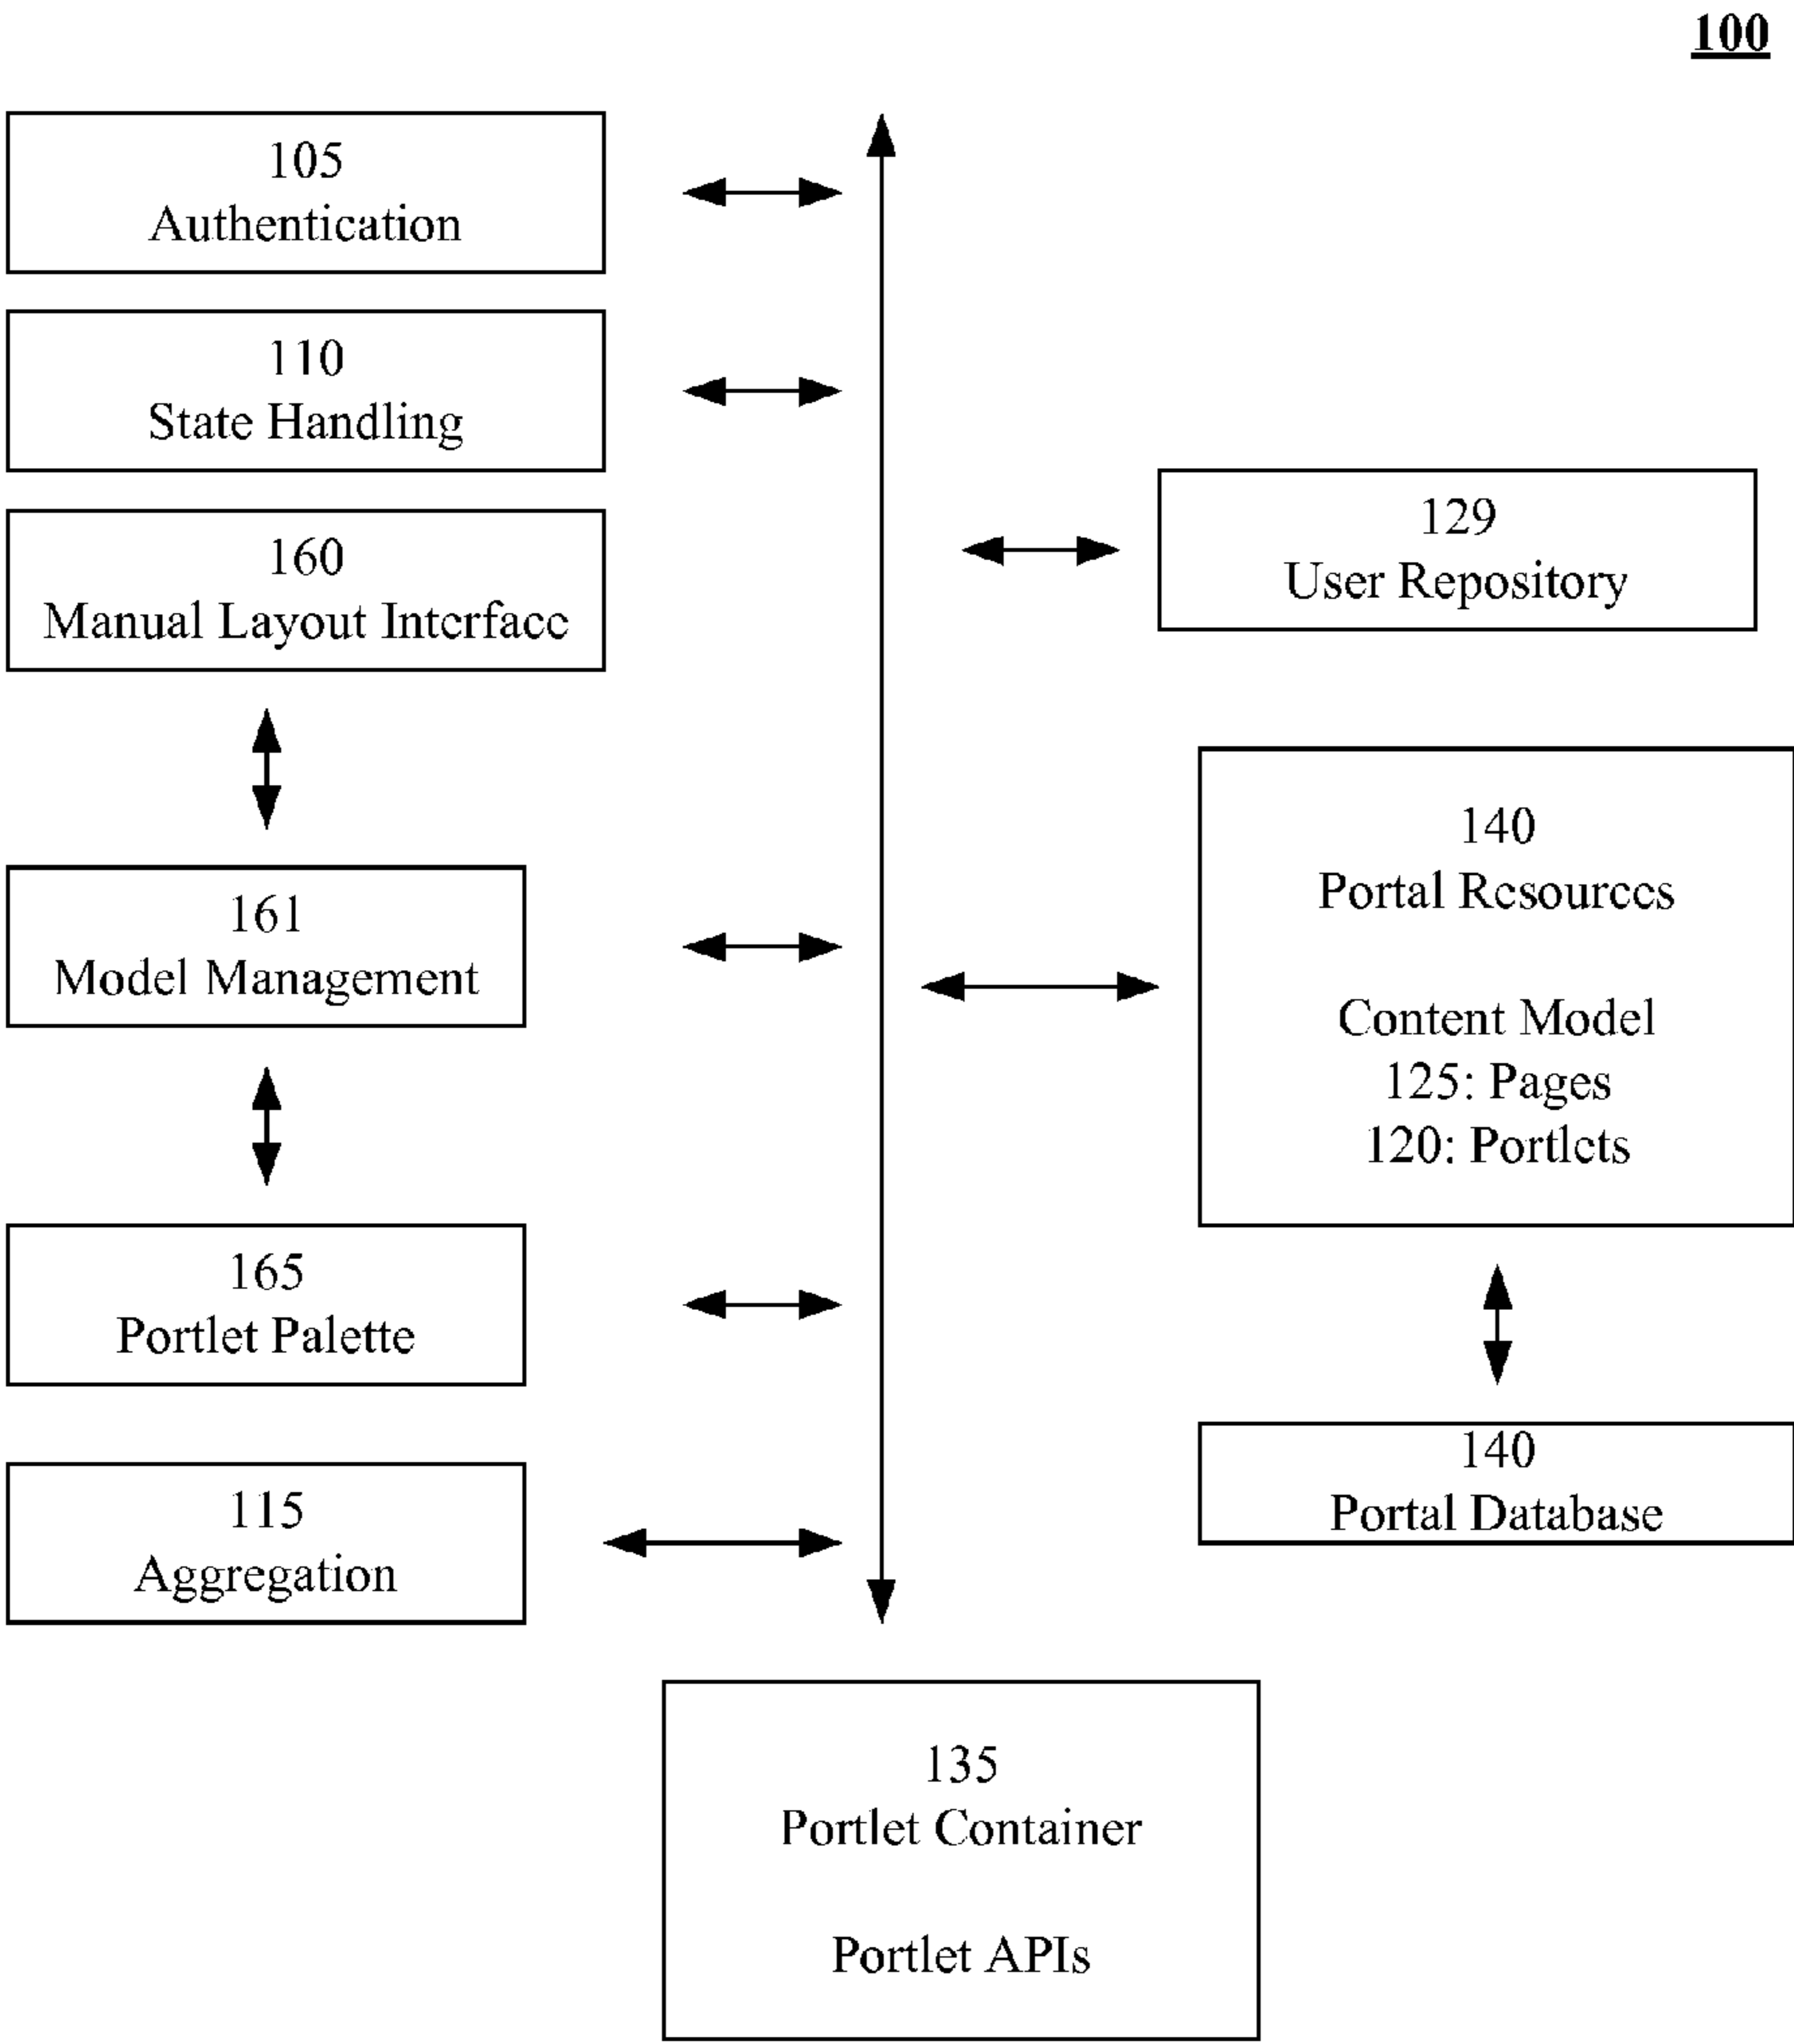 100
105
Authentication
110
State Handling
160
Manual Layout Interface
161
Model Management
165
Portlet Palette
115
Aggregation
129
User Repository
140
Portal Resources
Content Model
125: Pages
120: Portlets
140
Portal Database
135
Portlet Container
Portlet APIs